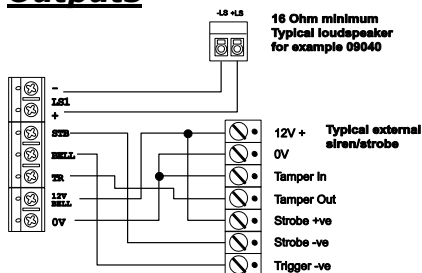 Outputs
-LS +LS
16 Ohm minimum
Typical loudspeaker
for example 09040
-
LS1
+
STB
BELL
TR
12V
BELL
0V
12V +
0V
Tamper In
Tamper Out
Strobe +ve
Strobe -ve
Trigger -ve
Typical external
siren/strobe